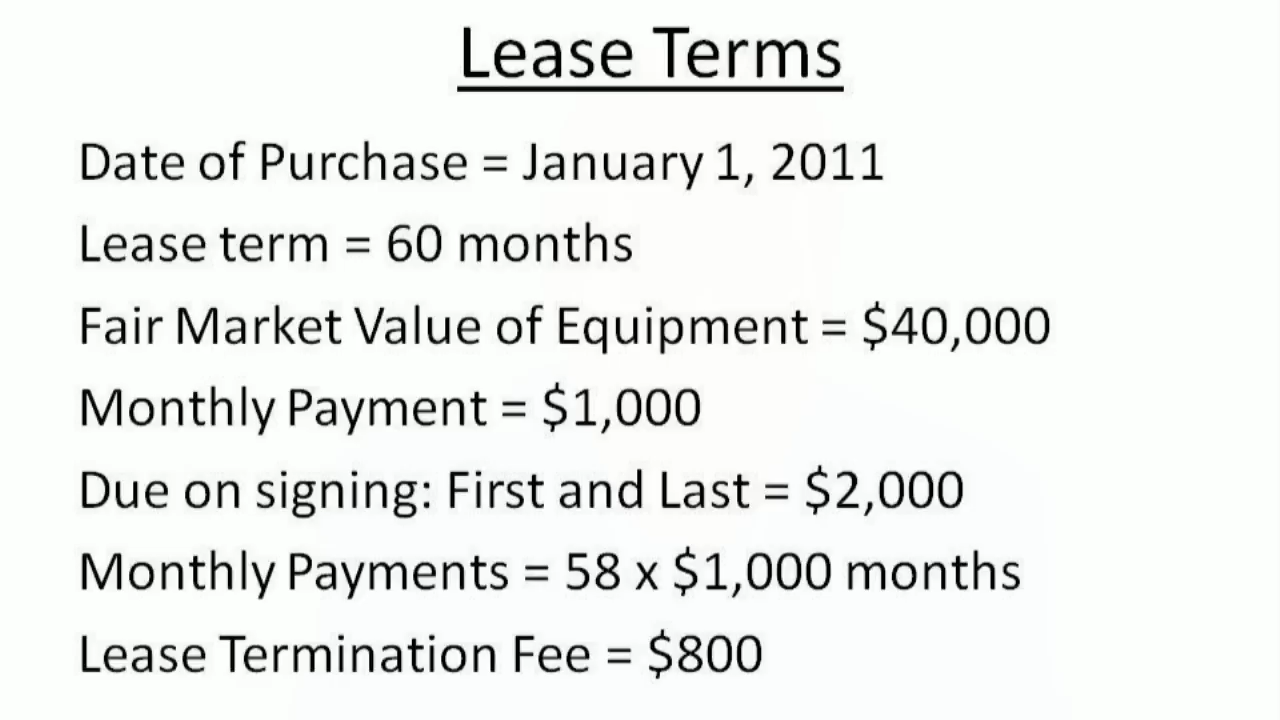 Lease Terms
Date of Purchase = January 1, 2011
Lease term = 60 months
Fair Market Value of Equipment = $40,000
Monthly Payment = $1,000
Due on signing: First and Last = $2,000
Monthly Payments = 58 x $1,000 months
Lease Termination Fee = $800